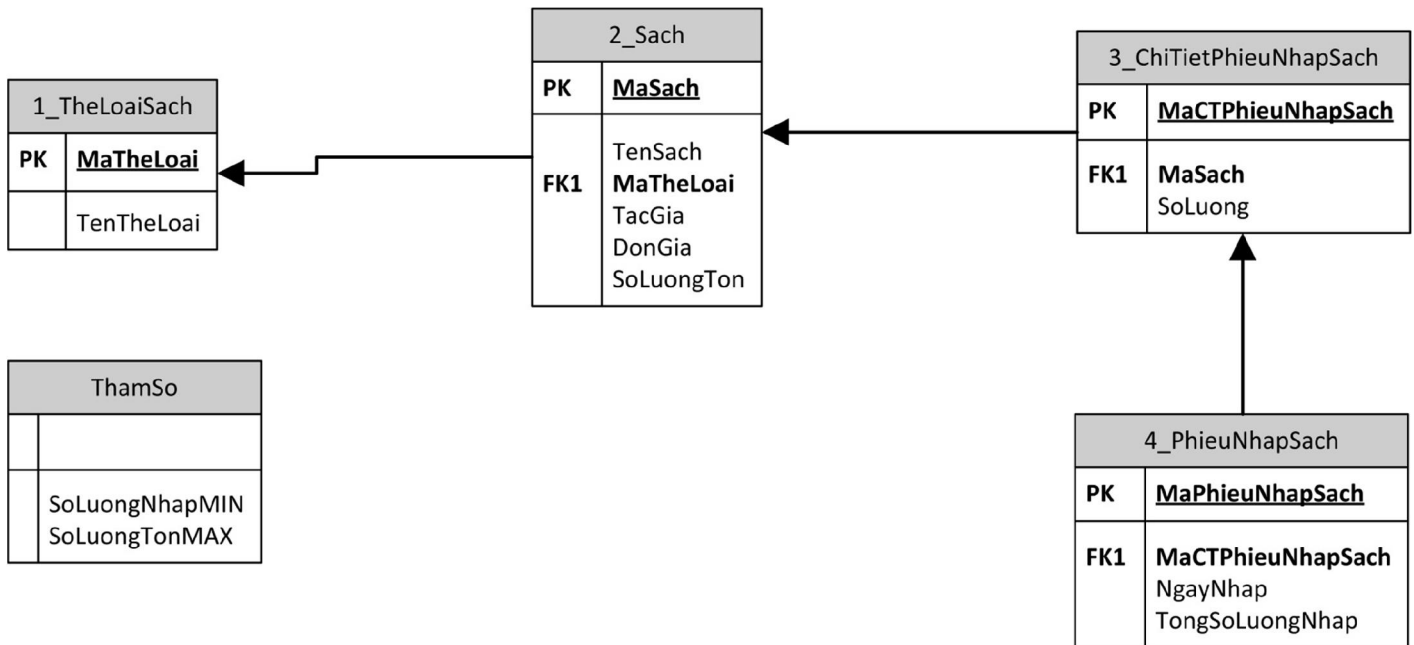 1_TheLoaiSach
PK MaTheLoai
TenTheLoai
2_Sach
PK MaSach
TenSach
FK1 MaTheLoai
TacGia
DonGia
SoLuongTon
3_ChiTietPhieuNhapSach
PK MaCTPhieuNhapSach
FK1 MaSach
SoLuong
ThamSo
SoLuongNhapMIN
SoLuongTonMAX
4_PhieuNhapSach
PK MaPhieuNhapSach
FK1 MaCTPhieuNhapSach
NgayNhap
TongSoLuongNhap